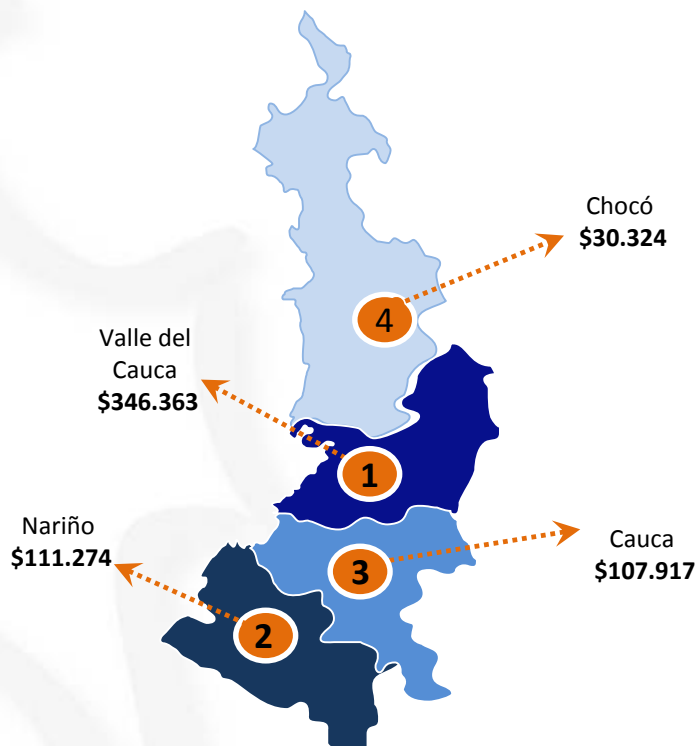 Chocó
$30.324
4
Valle del
Cauca
$346.363
1
Nariño
$111.274
Cauca
$107.917
3
2